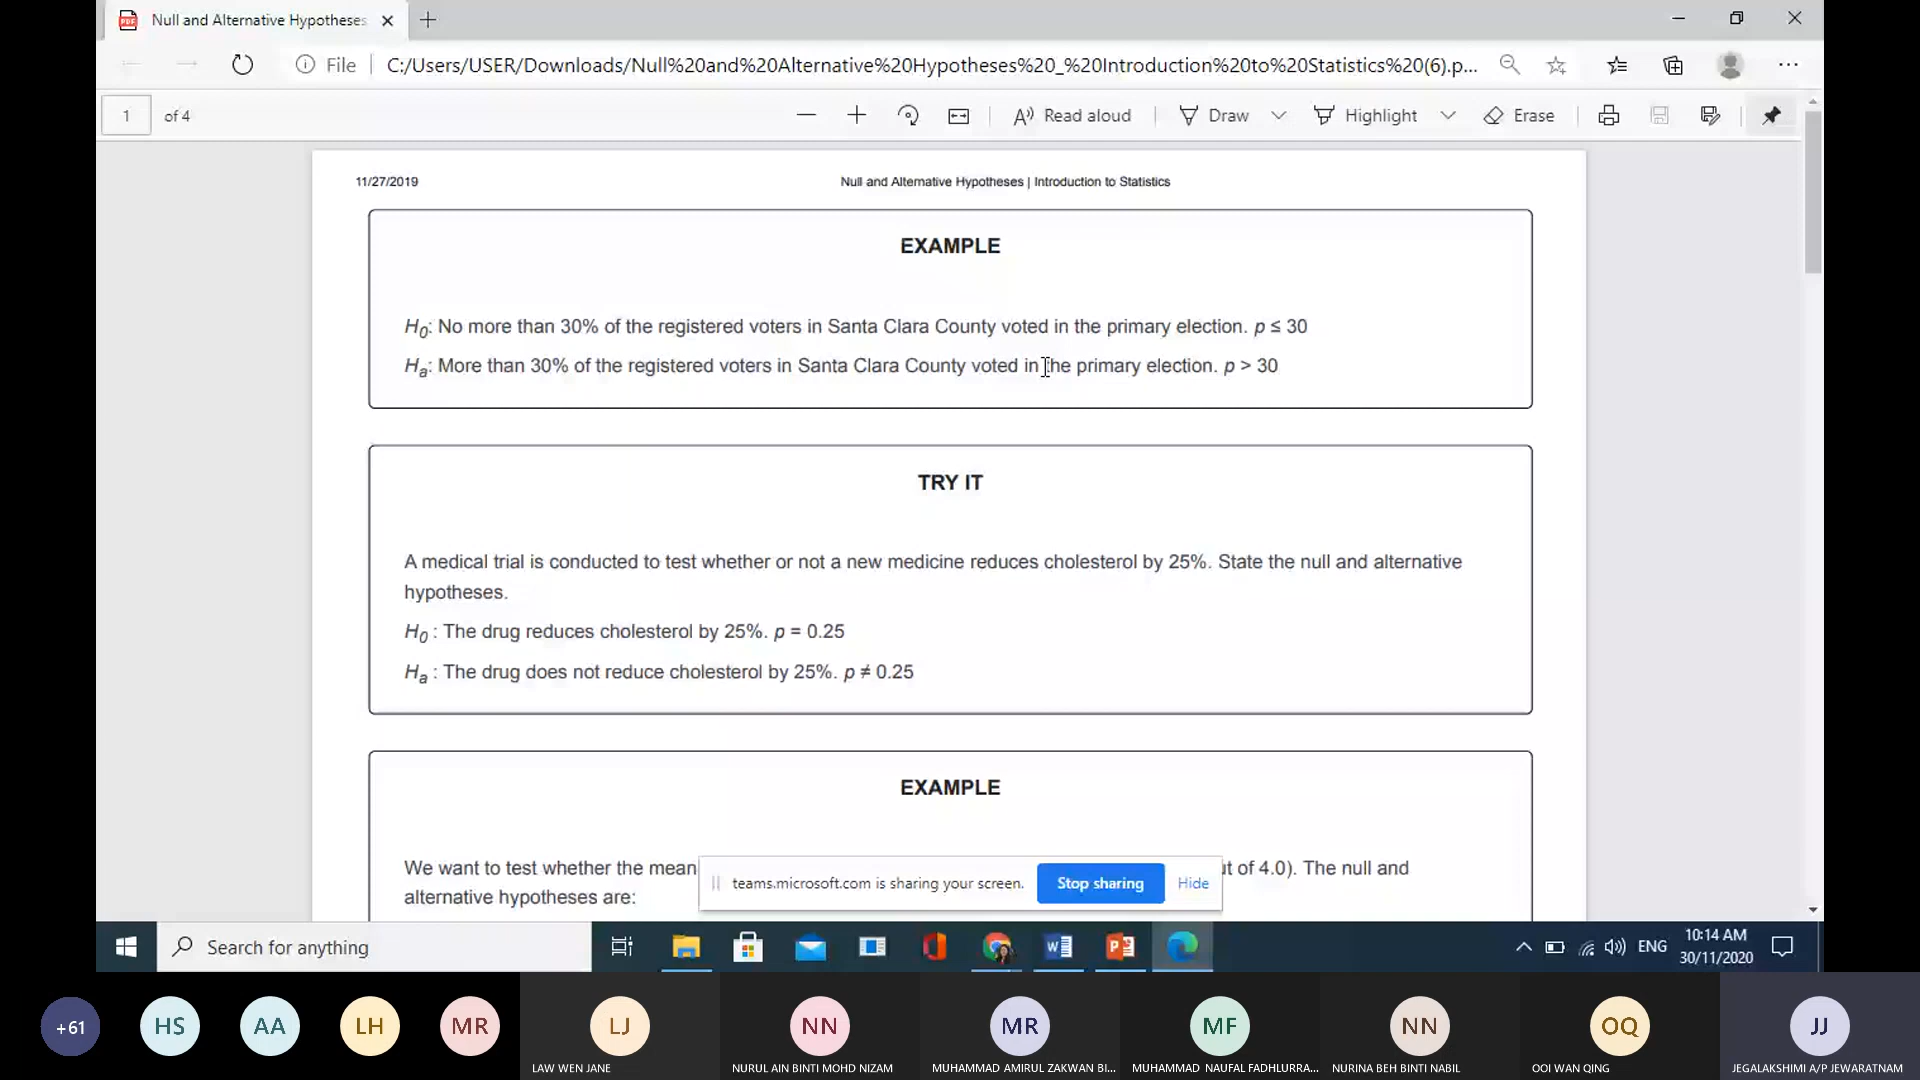 Null and Alternative Hypotheses
File
C:/Users/USER/Downloads/Null%20and%20Alternative%20Hypotheses%20_%20Introduction%20to%20Statistics%20(6).p...
1 of 4
Read aloud
Draw
Highlight
Erase
11/27/2019
Null and Alternative Hypotheses | Introduction to Statistics
EXAMPLE
H0: No more than 30% of the registered voters in Santa Clara County voted in the primary election. p ≤ 30
Ha: More than 30% of the registered voters in Santa Clara County voted in the primary election. p > 30
TRY IT
A medical trial is conducted to test whether or not a new medicine reduces cholesterol by 25%. State the null and alternative
hypotheses.
H0 : The drug reduces cholesterol by 25%. p = 0.25
Ha : The drug does not reduce cholesterol by 25%. p ≠ 0.25
EXAMPLE
We want to test whether the mean
of 4.0). The null and
alternative hypotheses are:
teams.microsoft.com is sharing your screen.
Stop sharing
Hide
Search for anything
ENG
10:14 AM
30/11/2020
+61
HS
AA
LH
MR
LJ
NN
MR
MF
NN
OQ
JJ
LAW WEN JANE
NURUL AIN BINTI MOHD NIZAM
MUHAMMAD AMIRUL ZAKWAN BI...
MUHAMMAD NAUFAL FADHLURRA...
NURINA BEH BINTI NABIL
OOI WAN QING
JEGALAKSHIMI A/P JEWARATNAM